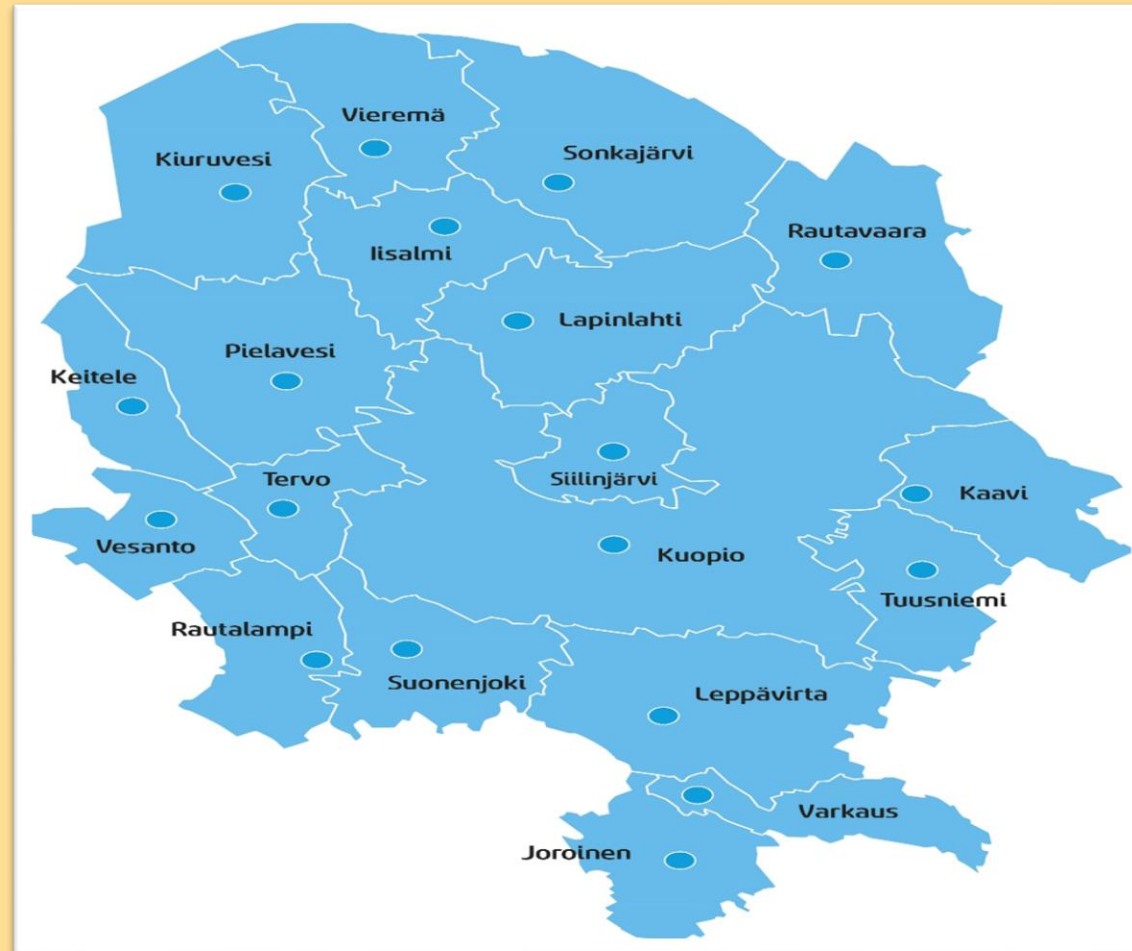 Vieremä
Kiuruvesi
Sonkajärvi
Rautavaara
Iisalmi
Lapinlahti
Pielavesi
Keitele
Tervo
Siilinjärvi
Kaavi
Vesanto
Kuopio
Tuusniemi
Rautalampi
Suonenjoki
Leppävirta
Varkaus
Joroinen